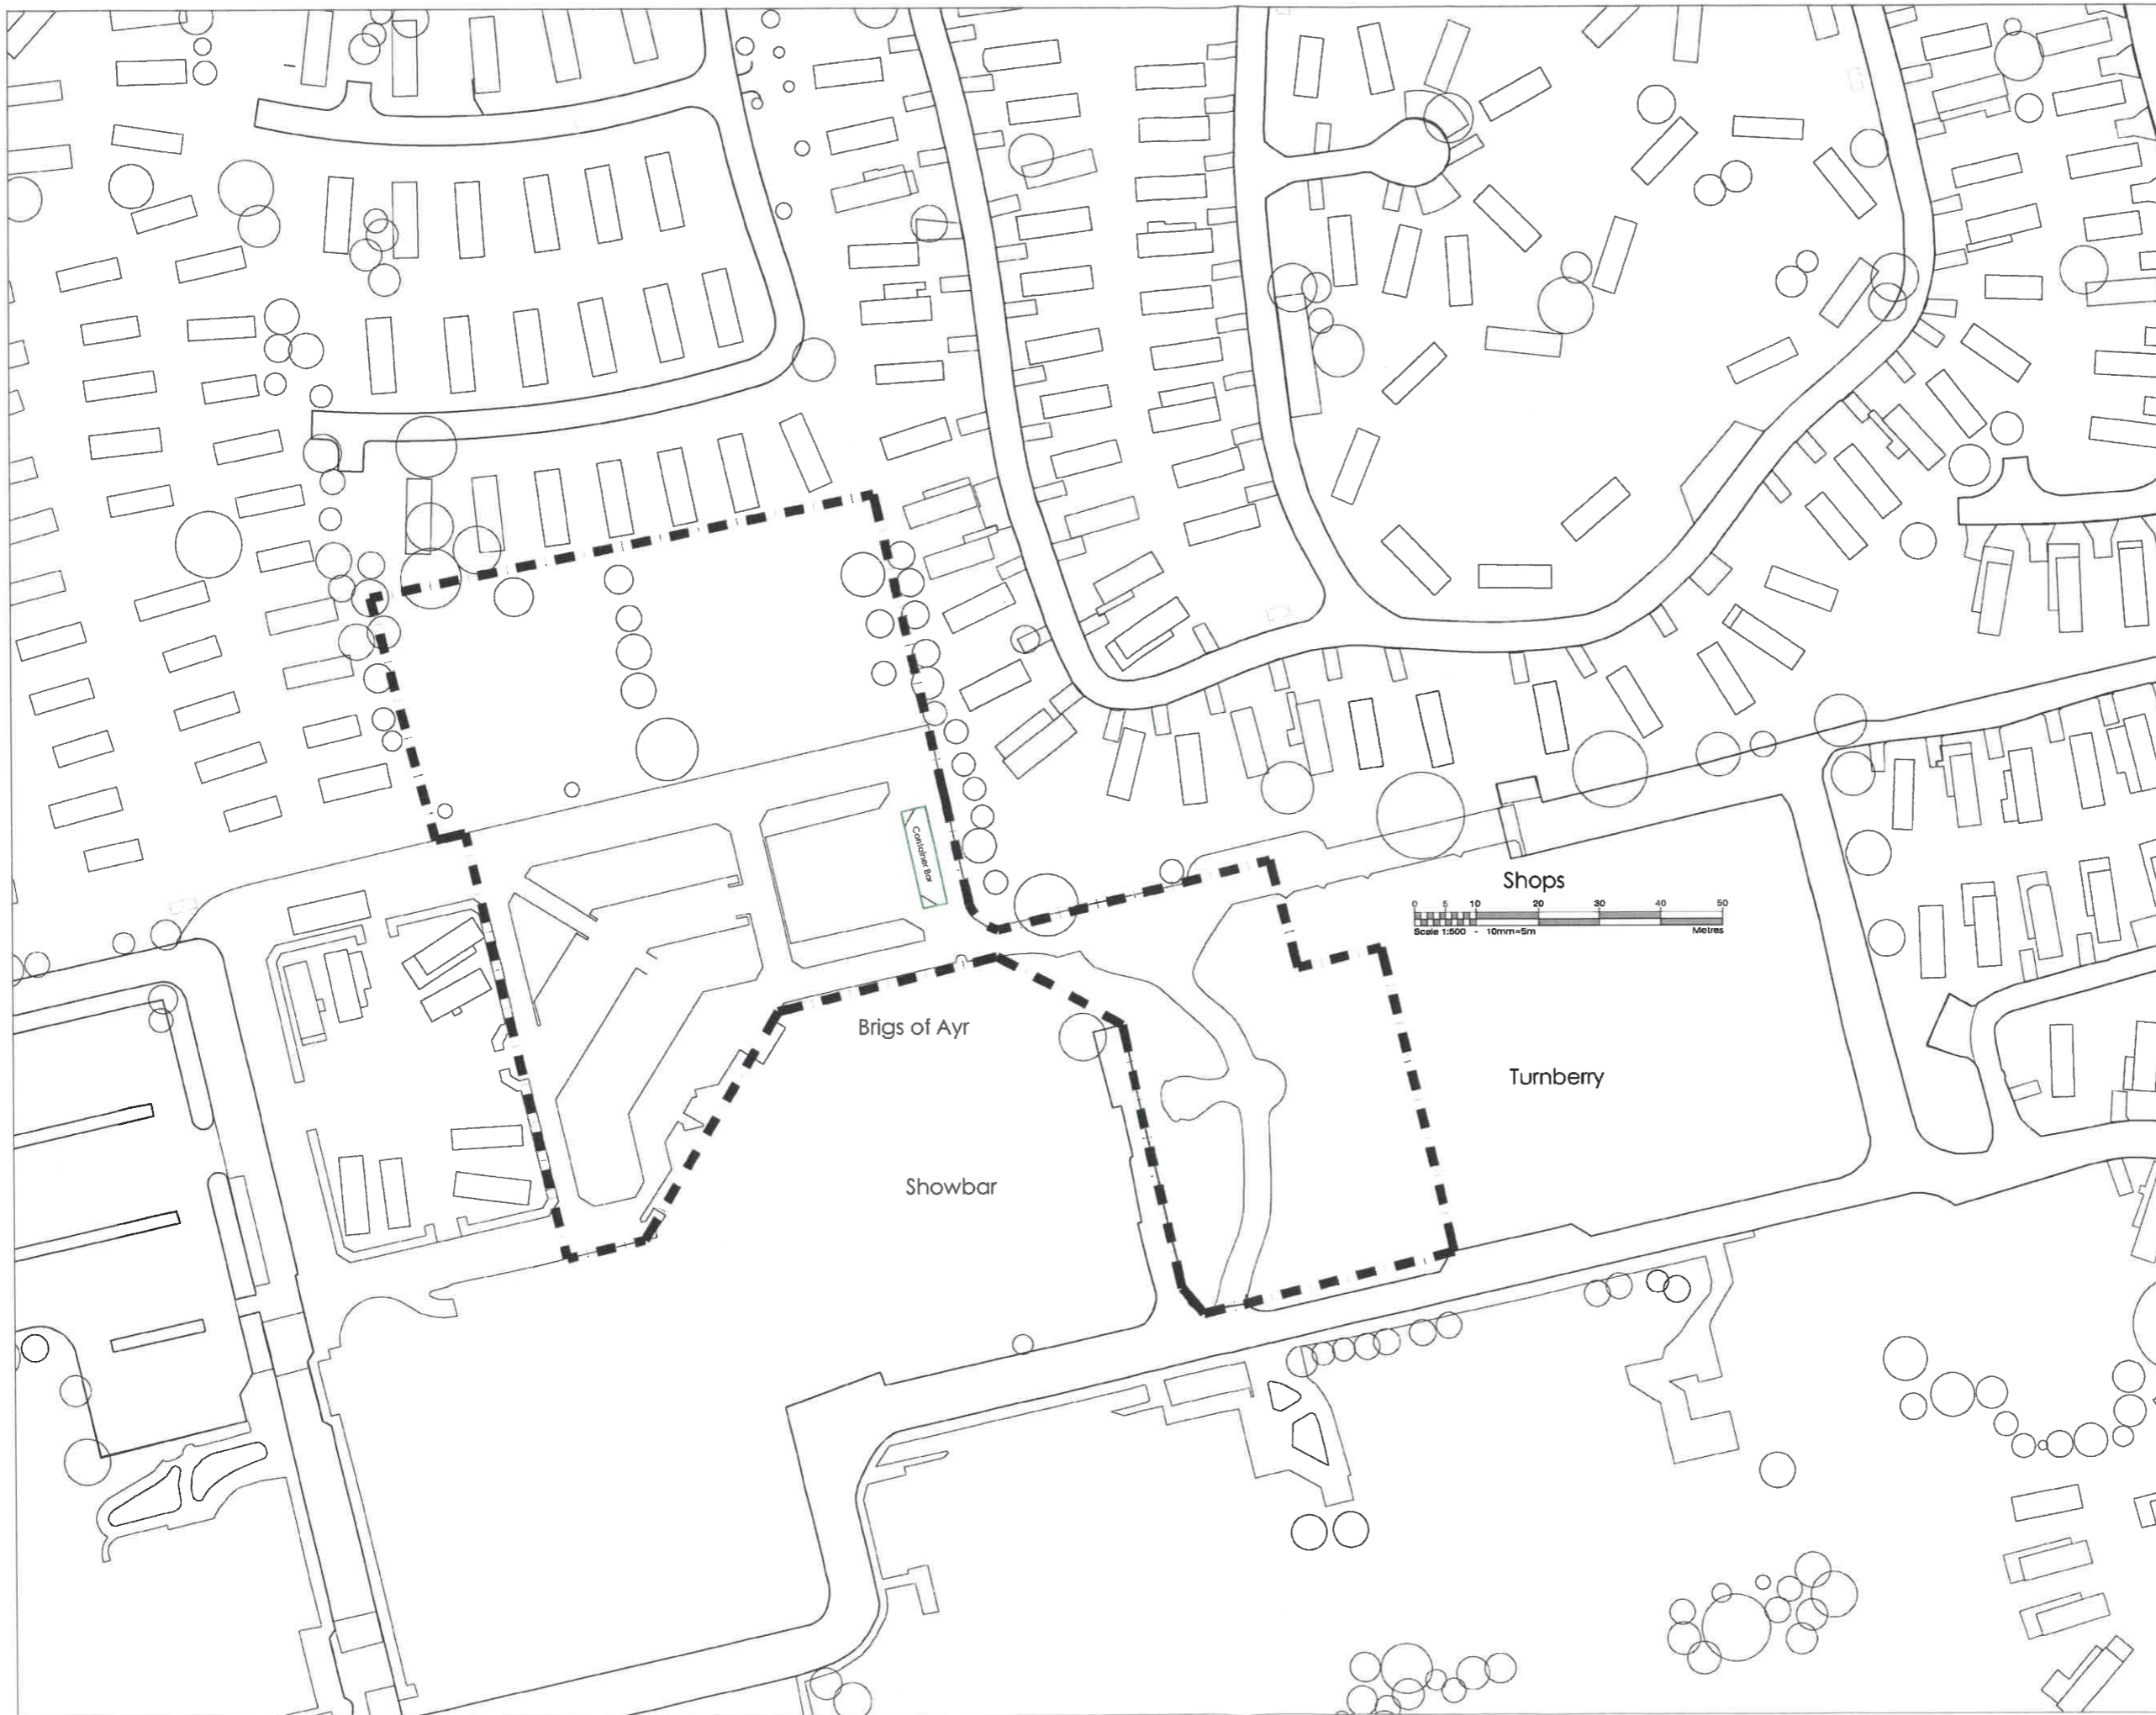 Container Bar
Shops
0 5 10 20 30 40 50
Scale 1:500 - 10mm=5m Metres
Brigs of Ayr
Turnberry
Showbar